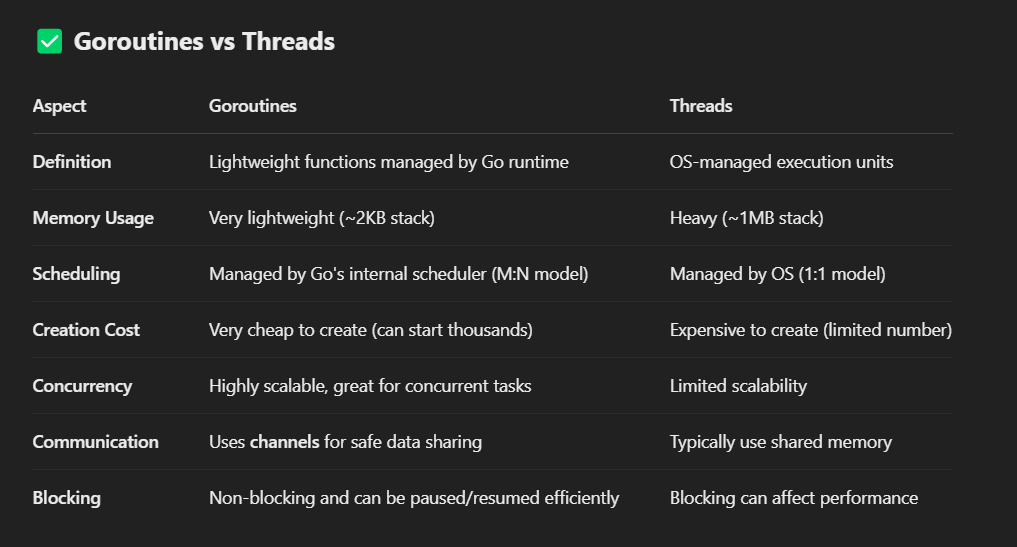 ✅ Goroutines vs Threads
Aspect Goroutines Threads
Definition Lightweight functions managed by Go runtime OS-managed execution units
Memory Usage Very lightweight (~2KB stack) Heavy (~1MB stack)
Scheduling Managed by Go's internal scheduler (M:N model) Managed by OS (1:1 model)
Creation Cost Very cheap to create (can start thousands) Expensive to create (limited number)
Concurrency Highly scalable, great for concurrent tasks Limited scalability
Communication Uses channels for safe data sharing Typically use shared memory
Blocking Non-blocking and can be paused/resumed efficiently Blocking can affect performance